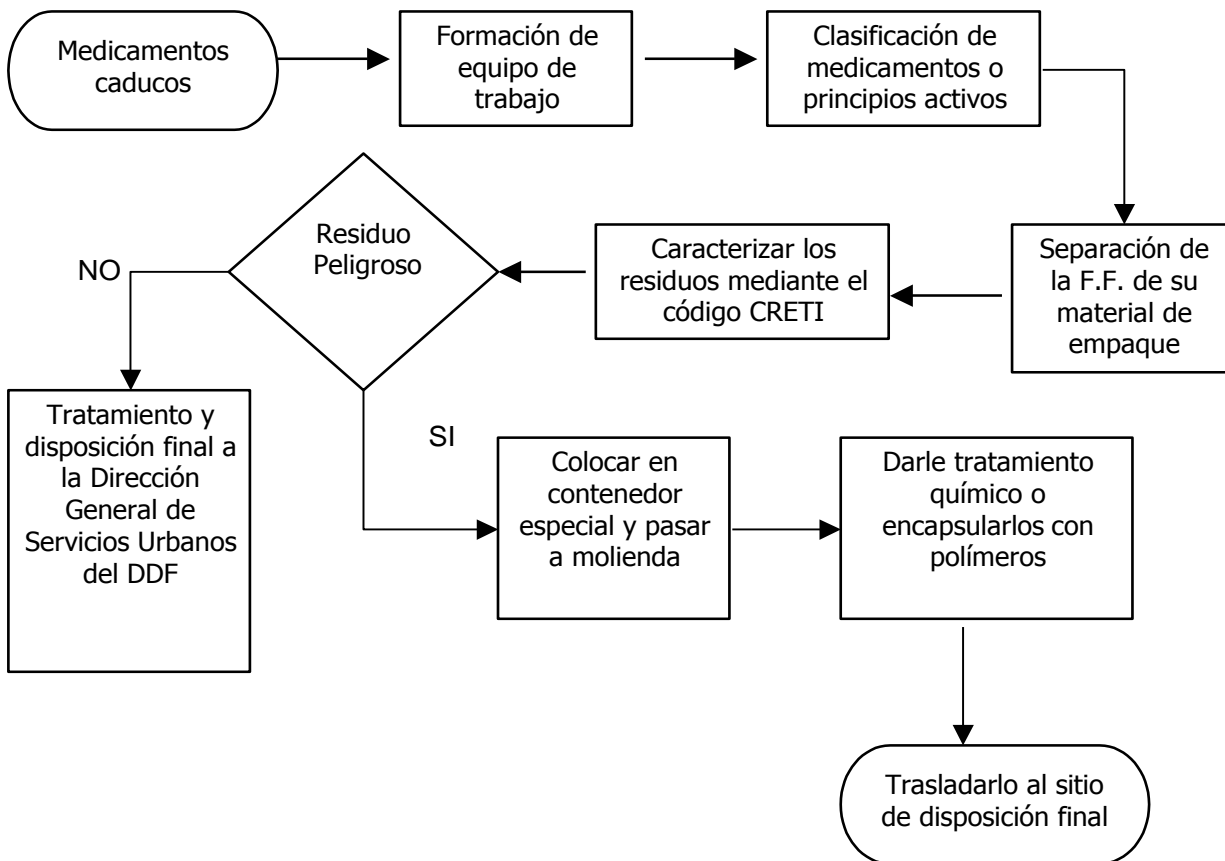 Medicamentos
caducos
Formación de
equipo de
trabajo
Clasificación de
medicamentos o
principios activos
Separación de
la F.F. de su
material de
empaque
Caracterizar los
residuos mediante el
código CRETI
Residuo
Peligroso
NO
Tratamiento y
disposición final a
la Dirección
General de
Servicios Urbanos
del DDF
SI
Colocar en
contenedor
especial y pasar
a molienda
Darle tratamiento
químico o
encapsularlos con
polímeros
Trasladarlo al sitio
de disposición final